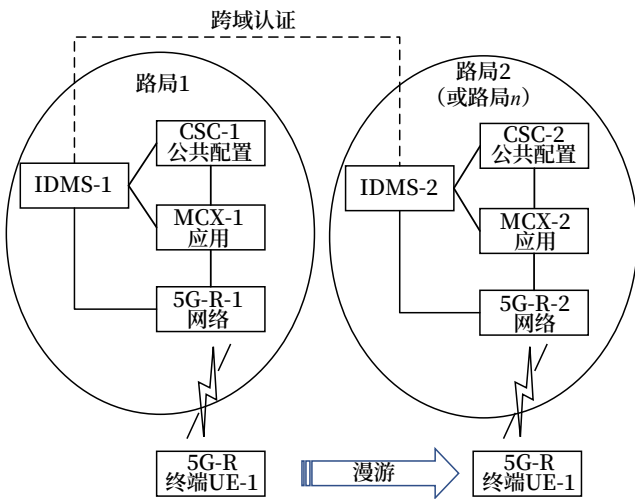 跨域认证
路局1
CSC-1
公共配置
IDMS-1
MCX-1
应用
5G-R-1
网络
路局2
（或路局n）
CSC-2
公共配置
IDMS-2
MCX-2
应用
5G-R-2
网络
5G-R
终端UE-1
漫游
5G-R
终端UE-1